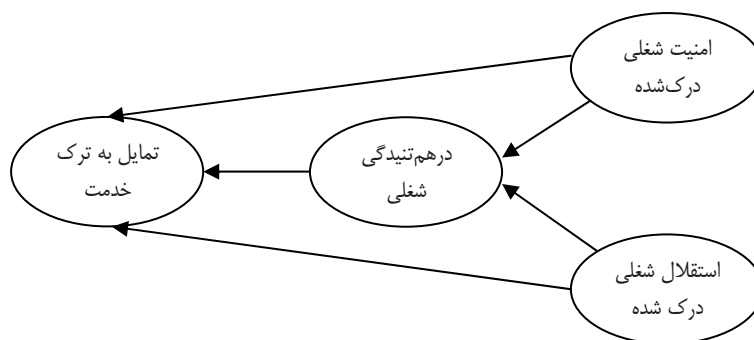 امنیت شغلی
درک‌شده
درهم‌تنیدگی
شغلی
تمایل به ترک
خدمت
استقلال شغلی
درک شده